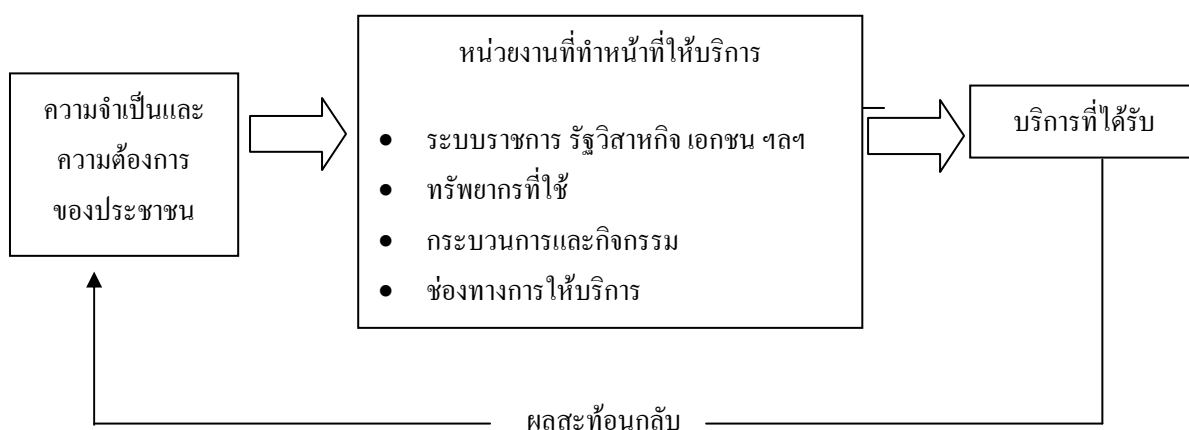 ความจำเป็นและ
ความต้องการ
ของประชาชน
หน่วยงานที่ทำหน้าที่ให้บริการ
• ระบบราชการ รัฐวิสาหกิจ เอกชน ฯลฯ
• ทรัพยากรที่ใช้
• กระบวนการและกิจกรรม
• ช่องทางการให้บริการ
บริการที่ได้รับ
ผลสะท้อนกลับ